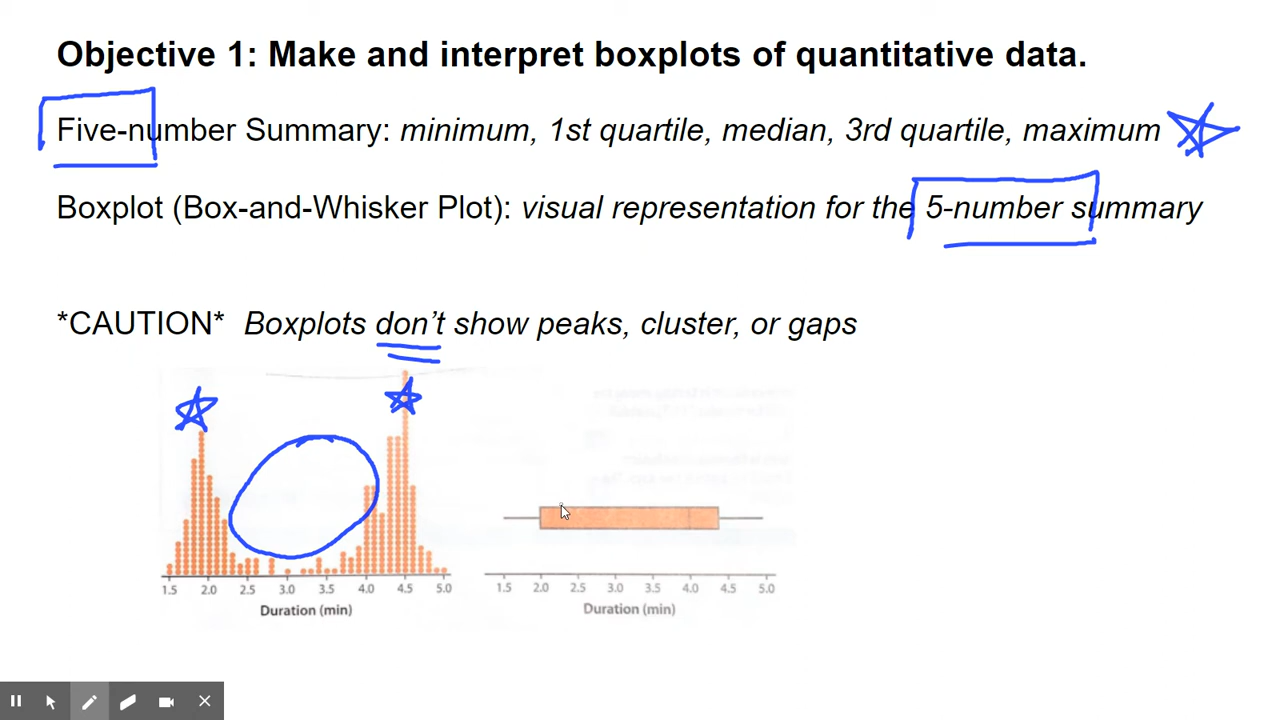 Objective 1: Make and interpret boxplots of quantitative data.
Five-number Summary: minimum, 1st quartile, median, 3rd quartile, maximum
Boxplot (Box-and-Whisker Plot): visual representation for the 5-number summary
*CAUTION* Boxplots don't show peaks, cluster, or gaps
1.5 2.0 2.5 3.0 3.5 4.0 4.5 5.0
Duration (min)
1.5 2.0 2.5 3.0 3.5 4.0 4.5 5.0
Duration (min)